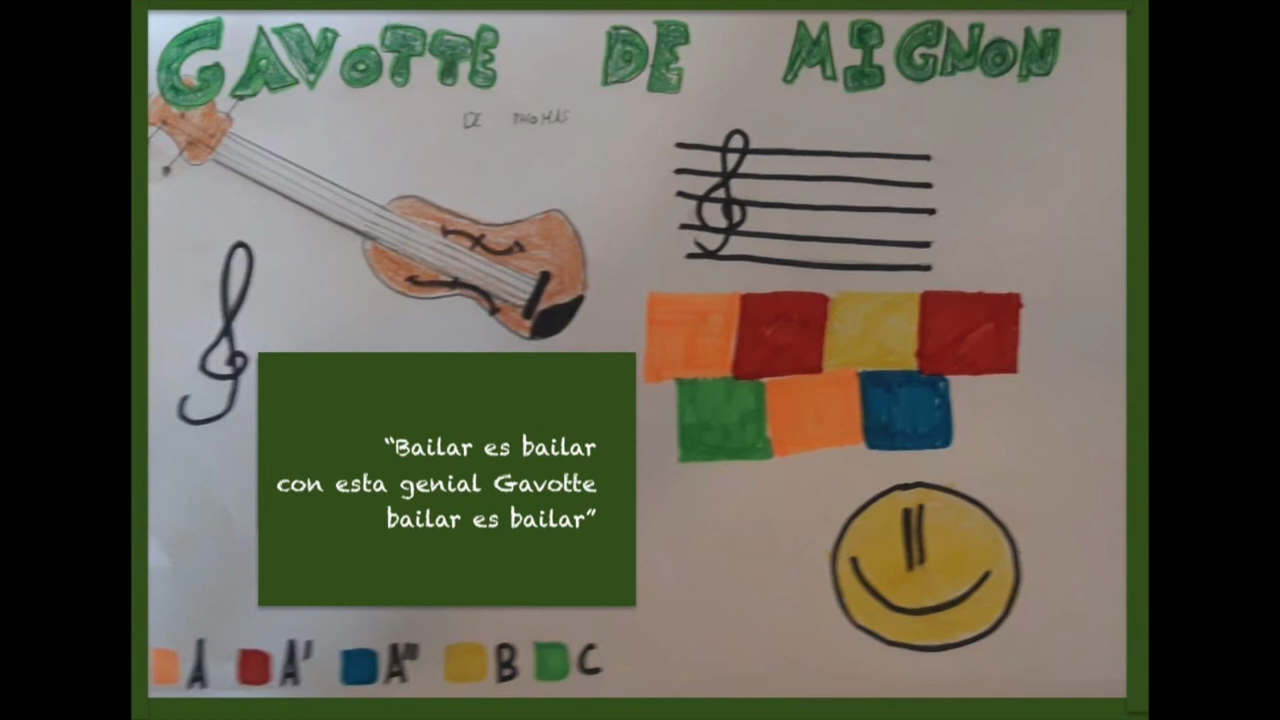 GAVOTTE DE MIGNON
DE THOMAS
“Bailar es bailar
con esta genial Gavotte
bailar es bailar”
A A' A" B C